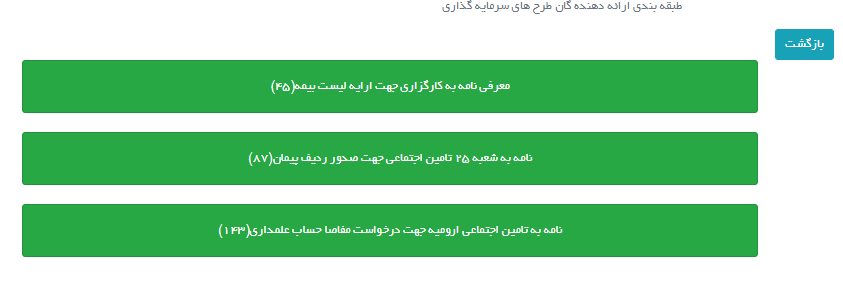 طبقه بندی ارائه دهنده گان طرح های سرمایه گذاری
بازگشت
معرفی نامه به کارگزاری جهت ارایه لیست بیمه(۴۵)
نامه به شعبه ۲۵ تامین اجتماعی جهت صدور ردیف پیمان(۸۷)
نامه به تامین اجتماعی ارومیه جهت درخواست مفاصا حساب علمداری(۱۴۳)